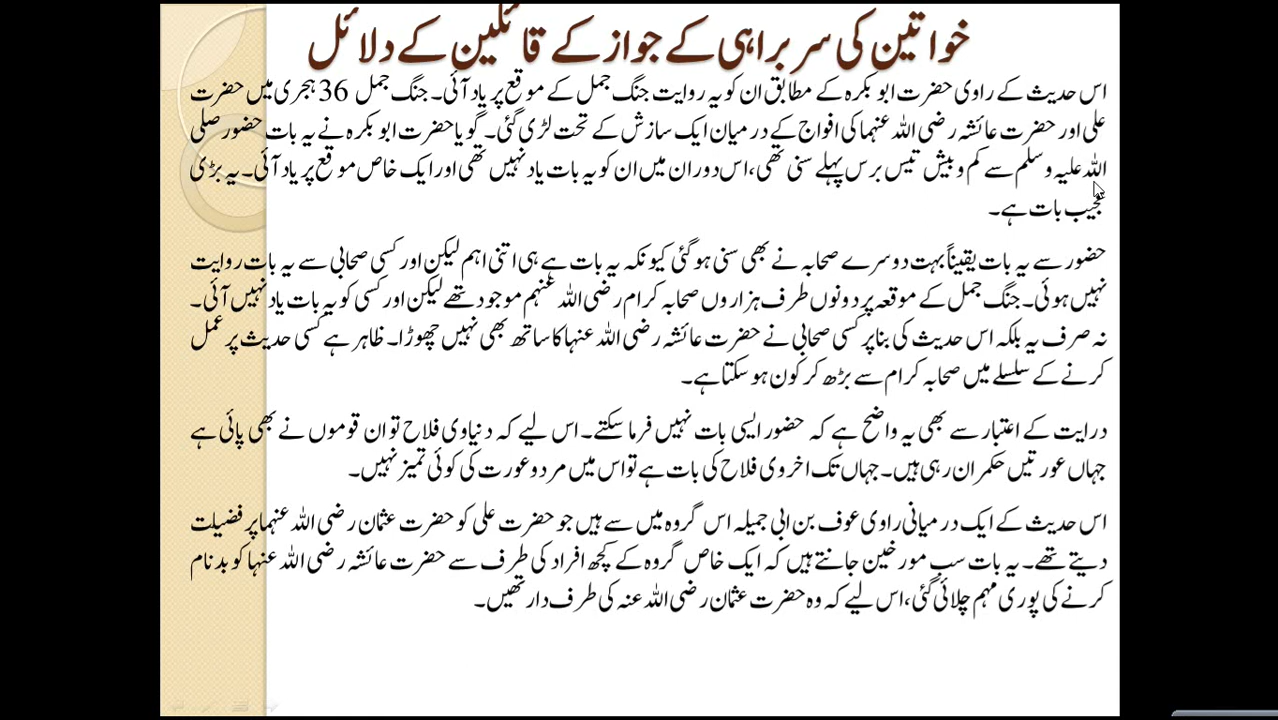 خواتین کی سربراہی کے جواز کے قائلین کے دلائل
اس حدیث کے راوی حضرت ابوبکرہ کے مطابق ان کو یہ روایت جنگ جمل کے موقع پر یاد آئی۔ جنگ جمل 36 ہجری میں حضرت
علی اور حضرت عائشہ رضی اللہ عنہما کی افواج کے درمیان ایک سازش کے تحت لڑی گئی۔ گویا حضرت ابوبکرہ نے یہ بات حضور صلی
اللہ علیہ وسلم سے کم و بیش تیس برس پہلے سنی تھی، اس دوران میں ان کو یہ بات یاد نہیں تھی اور ایک خاص موقع پر یاد آئی۔ یہ بڑی
عجیب بات ہے۔
حضور سے یہ بات یقیناً بہت دوسرے صحابہ نے بھی سنی ہو گئی کیونکہ یہ بات ہے ہی اتنی اہم لیکن اور کسی صحابی سے یہ بات روایت
نہیں ہوئی۔ جنگ جمل کے موقعہ پر دونوں طرف ہزاروں صحابہ کرام رضی اللہ عنہم موجود تھے لیکن اور کسی کو یہ بات یاد نہیں آئی۔
نہ صرف یہ بلکہ اس حدیث کی بنا پر کسی صحابی نے حضرت عائشہ رضی اللہ عنہا کا ساتھ بھی نہیں چھوڑا۔ ظاہر ہے کسی حدیث پر عمل
کرنے کے سلسلے میں صحابہ کرام سے بڑھ کر کون ہو سکتا ہے۔
درایت کے اعتبار سے بھی یہ واضح ہے کہ حضور ایسی بات نہیں فرما سکتے۔ اس لیے کہ دنیاوی فلاح تو ان قوموں نے بھی پائی ہے
جہاں عورتیں حکمران رہی ہیں۔ جہاں تک اخروی فلاح کی بات ہے تو اس میں مرد و عورت کی کوئی تمیز نہیں۔
اس حدیث کے ایک درمیانی راوی عوف بن ابی جمیلہ اس گروہ میں سے ہیں جو حضرت علی کو حضرت عثمان رضی اللہ عنہما پر فضیلت
دیتے تھے۔ یہ بات سب مورخین جانتے ہیں کہ ایک خاص گروہ کے کچھ افراد کی طرف سے حضرت عائشہ رضی اللہ عنہا کو بدنام
کرنے کی پوری مہم چلائی گئی، اس لیے کہ وہ حضرت عثمان رضی اللہ عنہ کی طرف دار تھیں۔